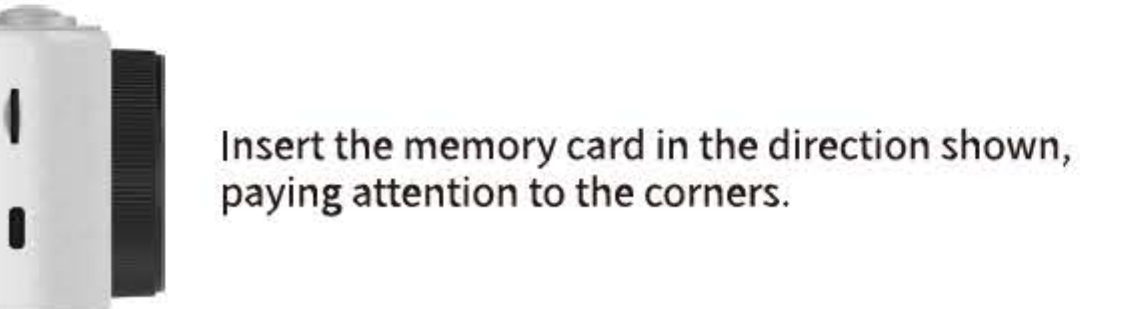 Insert the memory card in the direction shown,
paying attention to the corners.